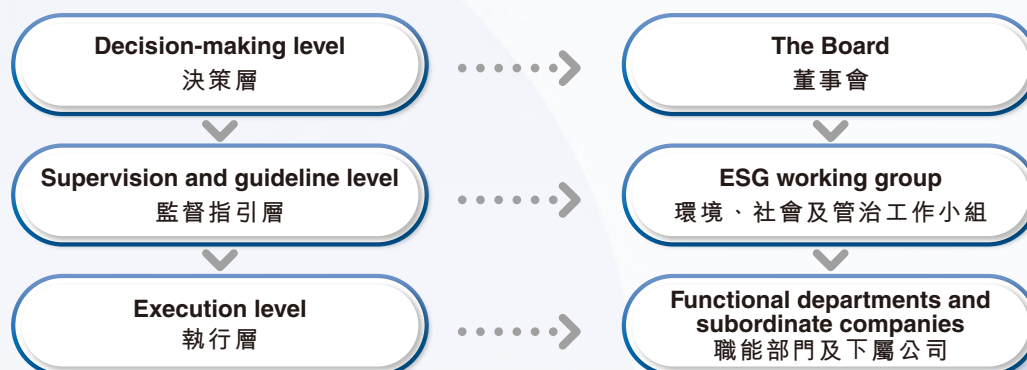 Decision-making level
決策層
The Board
董事會
Supervision and guideline level
監督指引層
ESG working group
環境、社會及管治工作小組
Execution level
執行層
Functional departments and
subordinate companies
職能部門及下屬公司